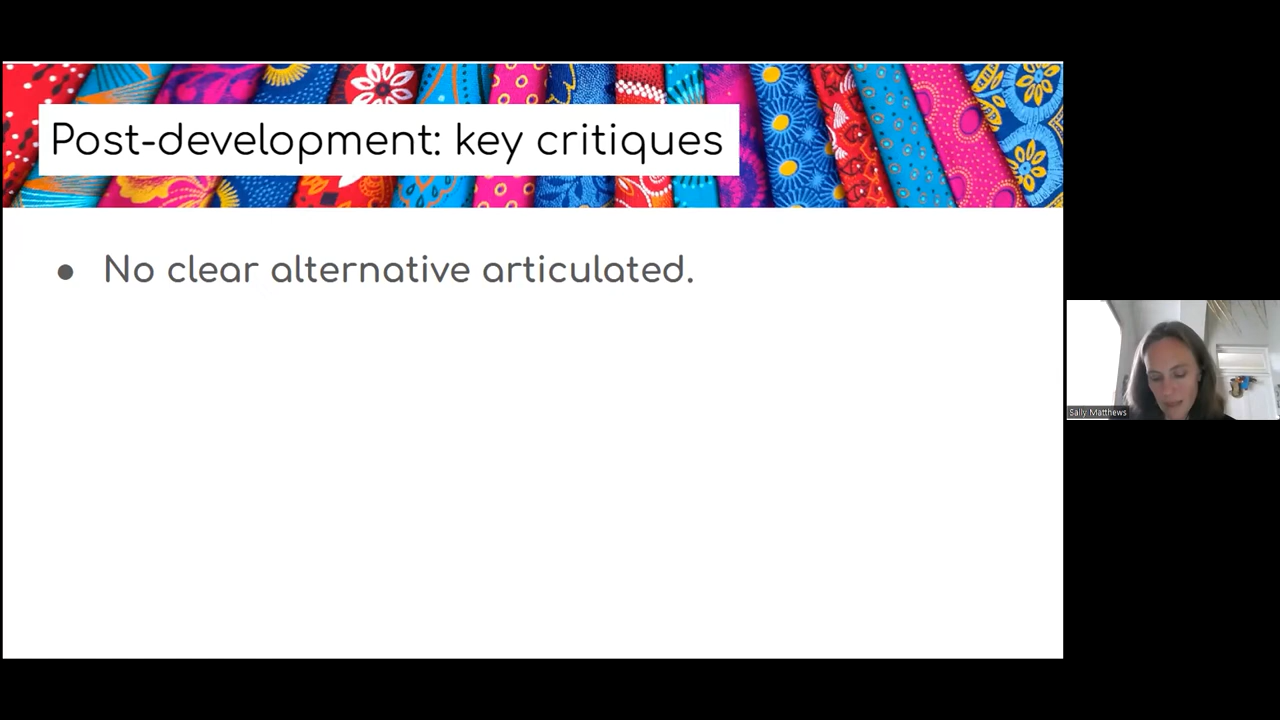 Post-development: key critiques
● No clear alternative articulated.
Sally Matthews